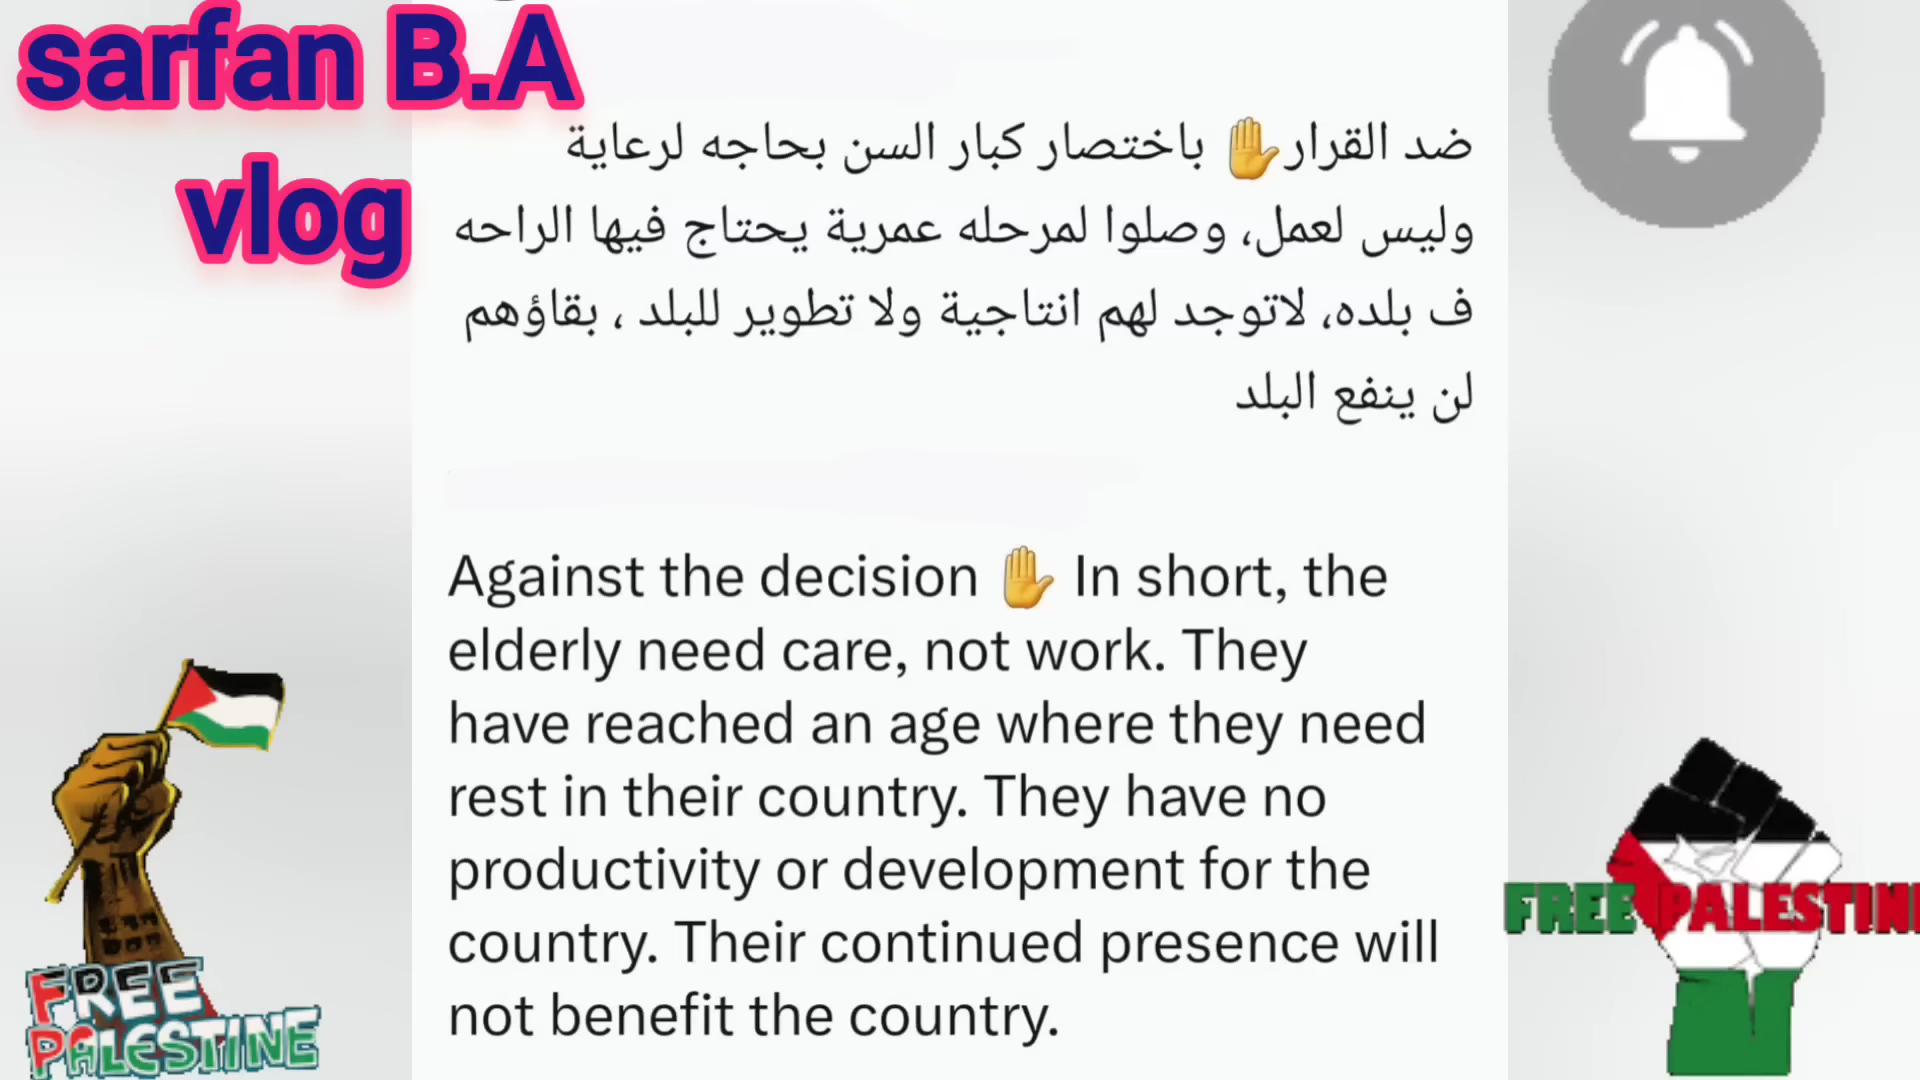 sarfan B.A
vlog
ضد القرار✋ باختصار كبار السن بحاجه لرعاية
وليس لعمل، وصلوا لمرحله عمرية يحتاج فيها الراحه
ف بلده، لاتوجد لهم انتاجية ولا تطوير للبلد ، بقاؤهم
لن ينفع البلد
Against the decision ✋ In short, the
elderly need care, not work. They
have reached an age where they need
rest in their country. They have no
productivity or development for the
country. Their continued presence will
not benefit the country.
FREE
PALESTINE
FREE PALESTIN